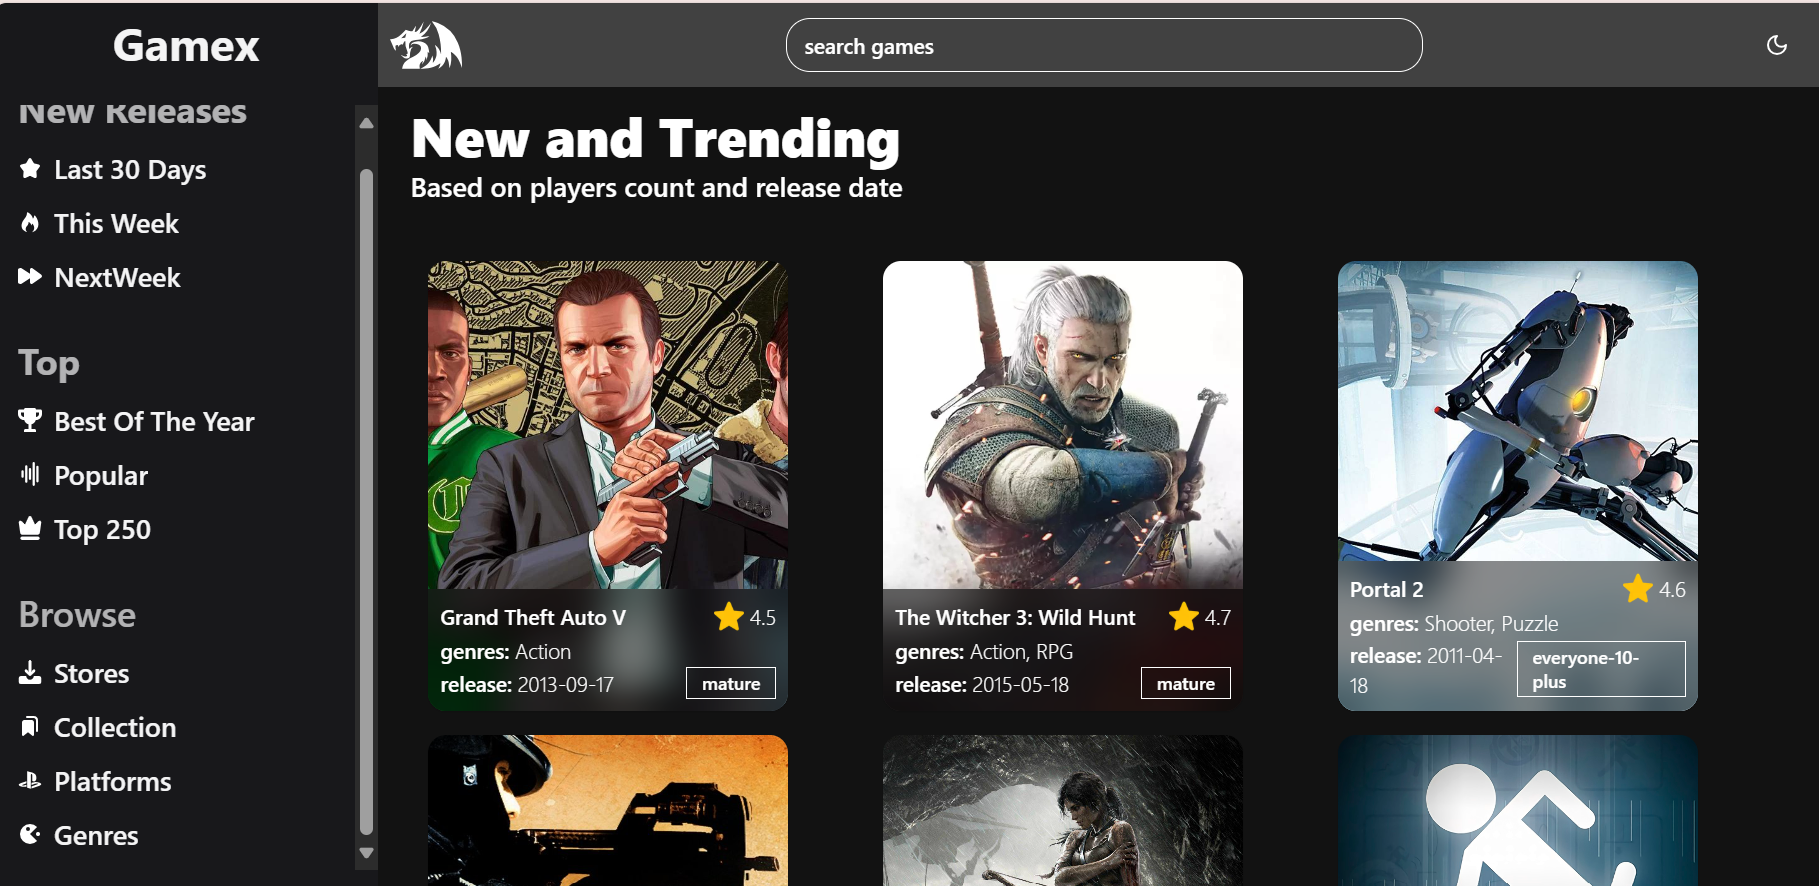 Gamex
New Releases
Last 30 Days
This Week
NextWeek
Top
Best Of The Year
Popular
Top 250
Browse
Stores
Collection
Platforms
Genres
search games
New and Trending
Based on players count and release date
Grand Theft Auto V
4.5
genres: Action
release: 2013-09-17
mature
The Witcher 3: Wild Hunt
4.7
genres: Action, RPG
release: 2015-05-18
mature
Portal 2
4.6
genres: Shooter, Puzzle
release: 2011-04-
18
everyone-10-
plus